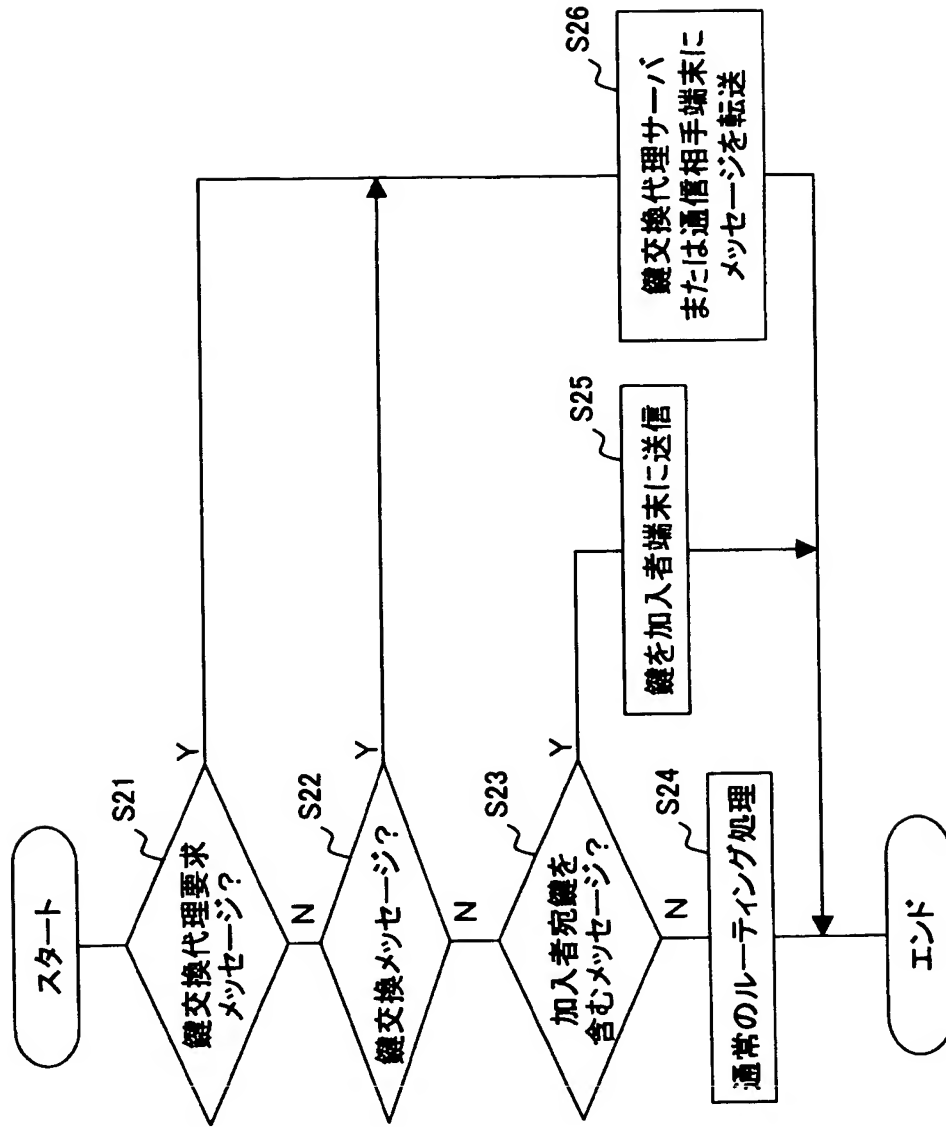 スタート
S21
鍵交換代理要求
メッセージ?
Y
N
S22
鍵交換メッセージ?
Y
N
S23
加入者宛鍵を
含むメッセージ?
Y
N
S24
通常のルーティング処理
S25
鍵を加入者端末に送信
S26
鍵交換代理サーバ
または通信相手端末に
メッセージを転送
エンド